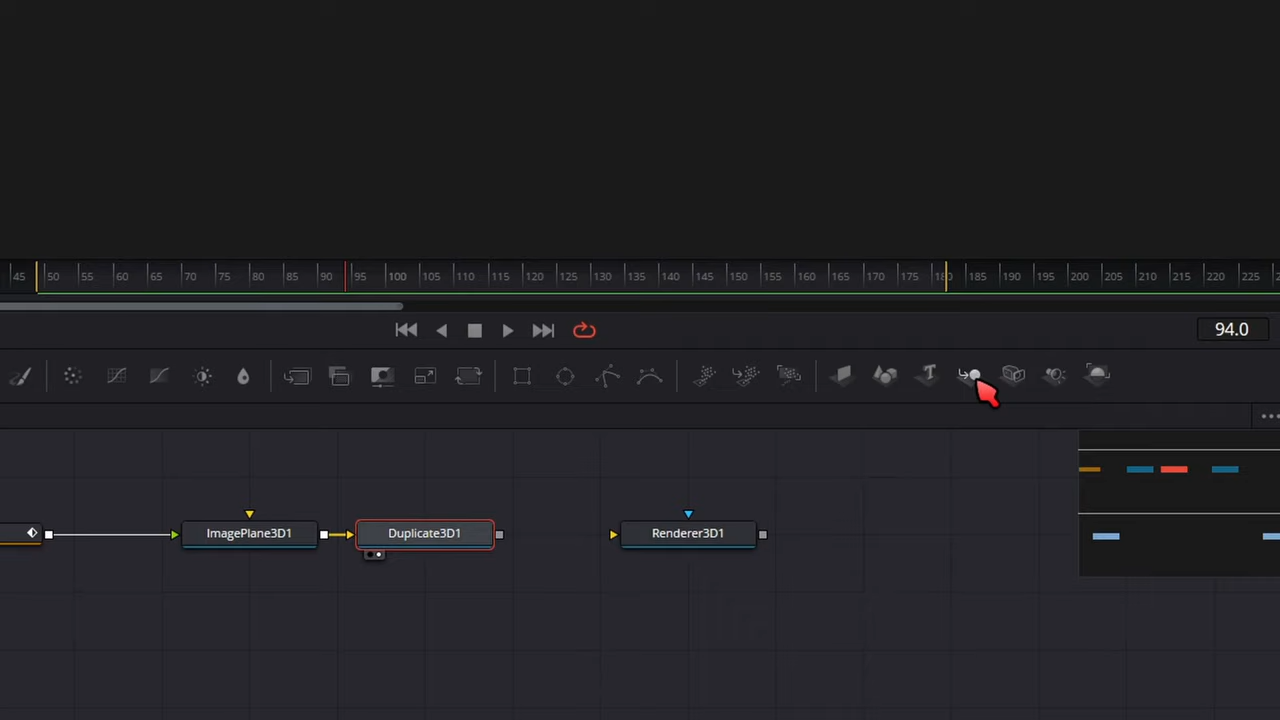 45 50 55 60 65 70 75 80 85 90 95 100 105 110 115 120 125 130 135 140 145 150 155 160 165 170 175 185 190 195 200 205 210 215 220 225
94.0
ImagePlane3D1 Duplicate3D1 Renderer3D1